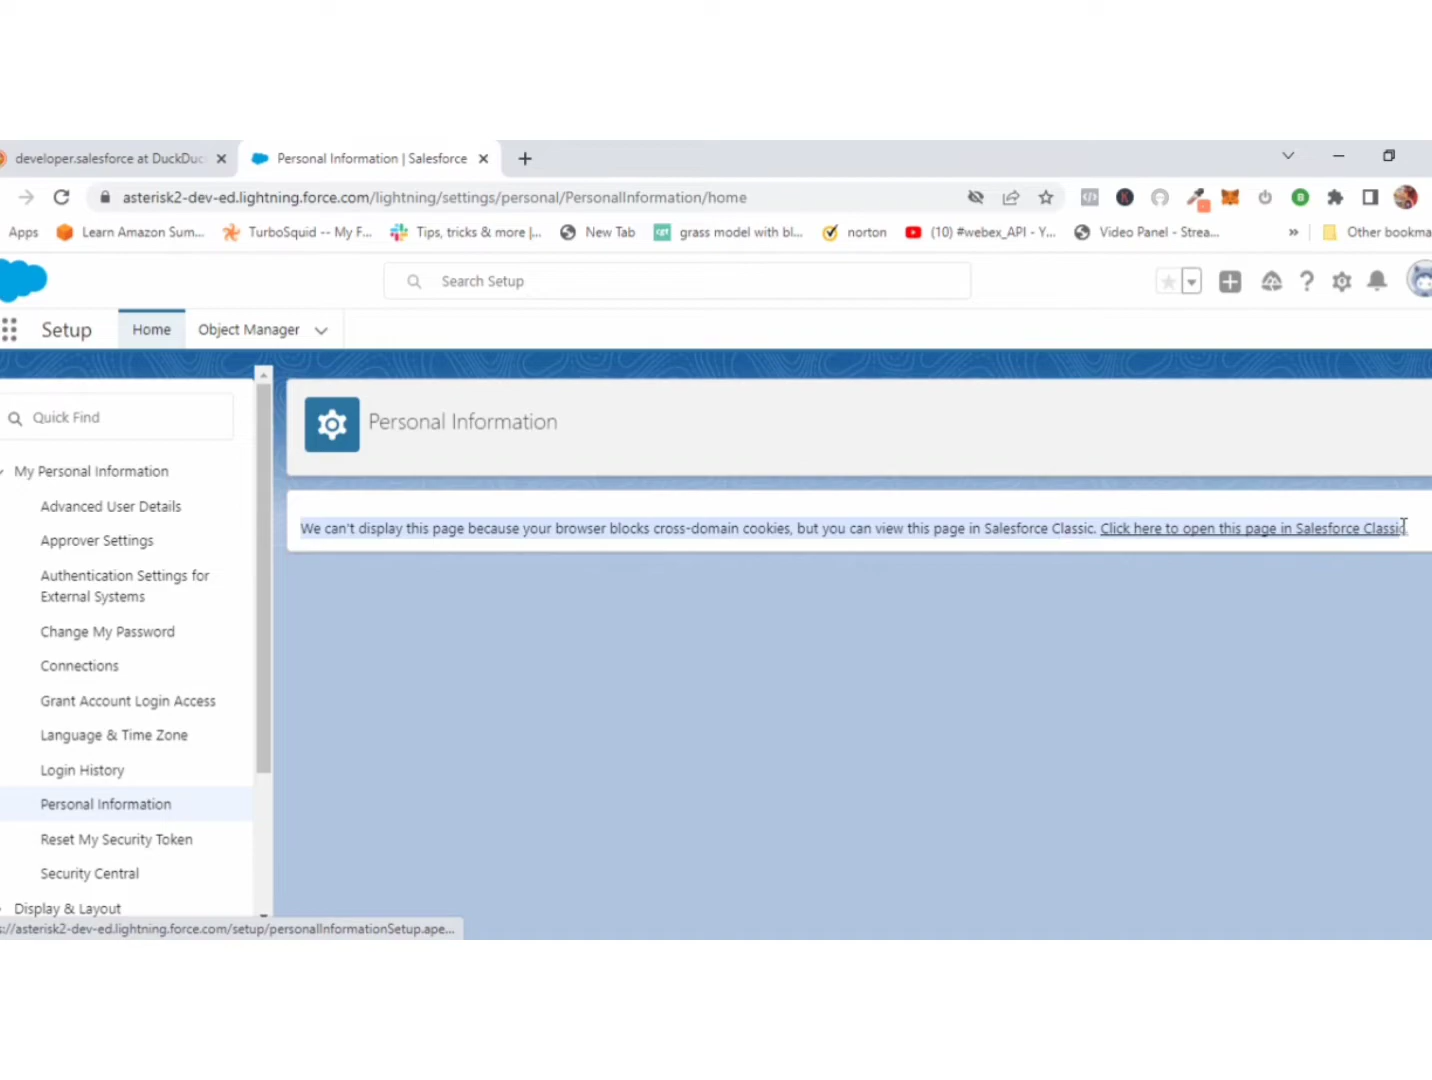 developer.salesforce at DuckDuc
Personal Information | Salesforce
asterisk2-dev-ed.lightning.force.com/lightning/settings/personal/PersonalInformation/home
Apps
Learn Amazon Sum...
TurboSquid -- My F...
Tips, tricks & more |...
New Tab
grass model with bl...
norton
(10) #webex_API - Y...
Video Panel - Strea...
»
Other bookma
Search Setup
Setup
Home
Object Manager
Quick Find
Personal Information
My Personal Information
We can't display this page because your browser blocks cross-domain cookies, but you can view this page in Salesforce Classic. Click here to open this page in Salesforce Classic.
Advanced User Details
Approver Settings
Authentication Settings for
External Systems
Change My Password
Connections
Grant Account Login Access
Language & Time Zone
Login History
Personal Information
Reset My Security Token
Security Central
Display & Layout
s://asterisk2-dev-ed.lightning.force.com/setup/personalInformationSetup.ape...